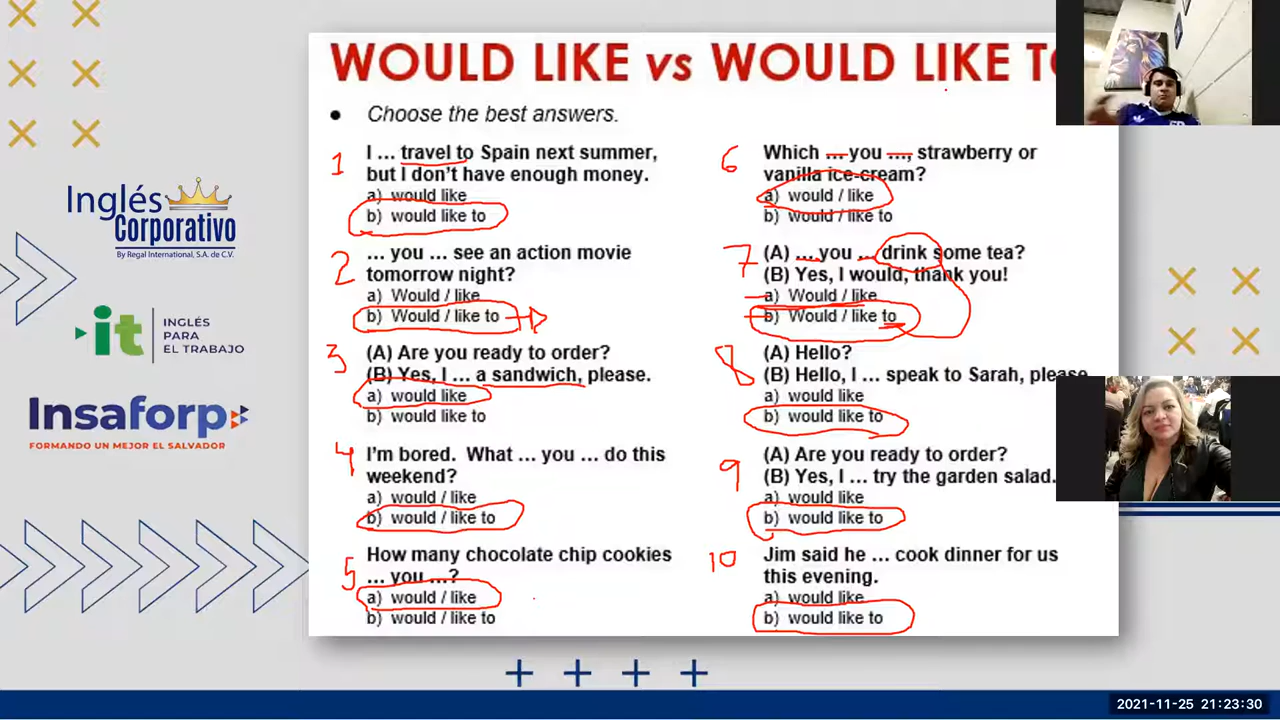 WOULD LIKE vs WOULD LIKE
● Choose the best answers.
1
I ... travel to Spain next summer,
but I don't have enough money.
a) would like
b) would like to
2
... you ... see an action movie
tomorrow night?
a) Would / like
b) Would / like to
3
(A) Are you ready to order?
(B) Yes, I ... a sandwich, please.
a) would like
b) would like to
4
I'm bored. What ... you ... do this
weekend?
a) would / like
b) would / like to
5
How many chocolate chip cookies
... you ...?
a) would / like
b) would / like to
6
Which ... you ..., strawberry or
vanilla ice-cream?
a) would / like
b) would / like to
7
(A) ... you ... drink some tea?
(B) Yes, I would, thank you!
a) Would / like
b) Would / like to
8
(A) Hello?
(B) Hello, I ... speak to Sarah, please
a) would like
b) would like to
9
(A) Are you ready to order?
(B) Yes, I ... try the garden salad.
a) would like
b) would like to
10
Jim said he ... cook dinner for us
this evening.
a) would like
b) would like to
Inglés
Corporativo
By Regal International, S.A. de C.V.
it
INGLÉS
PARA
EL TRABAJO
Insaforp
FORMANDO UN MEJOR EL SALVADOR
2021-11-25 21:23:30